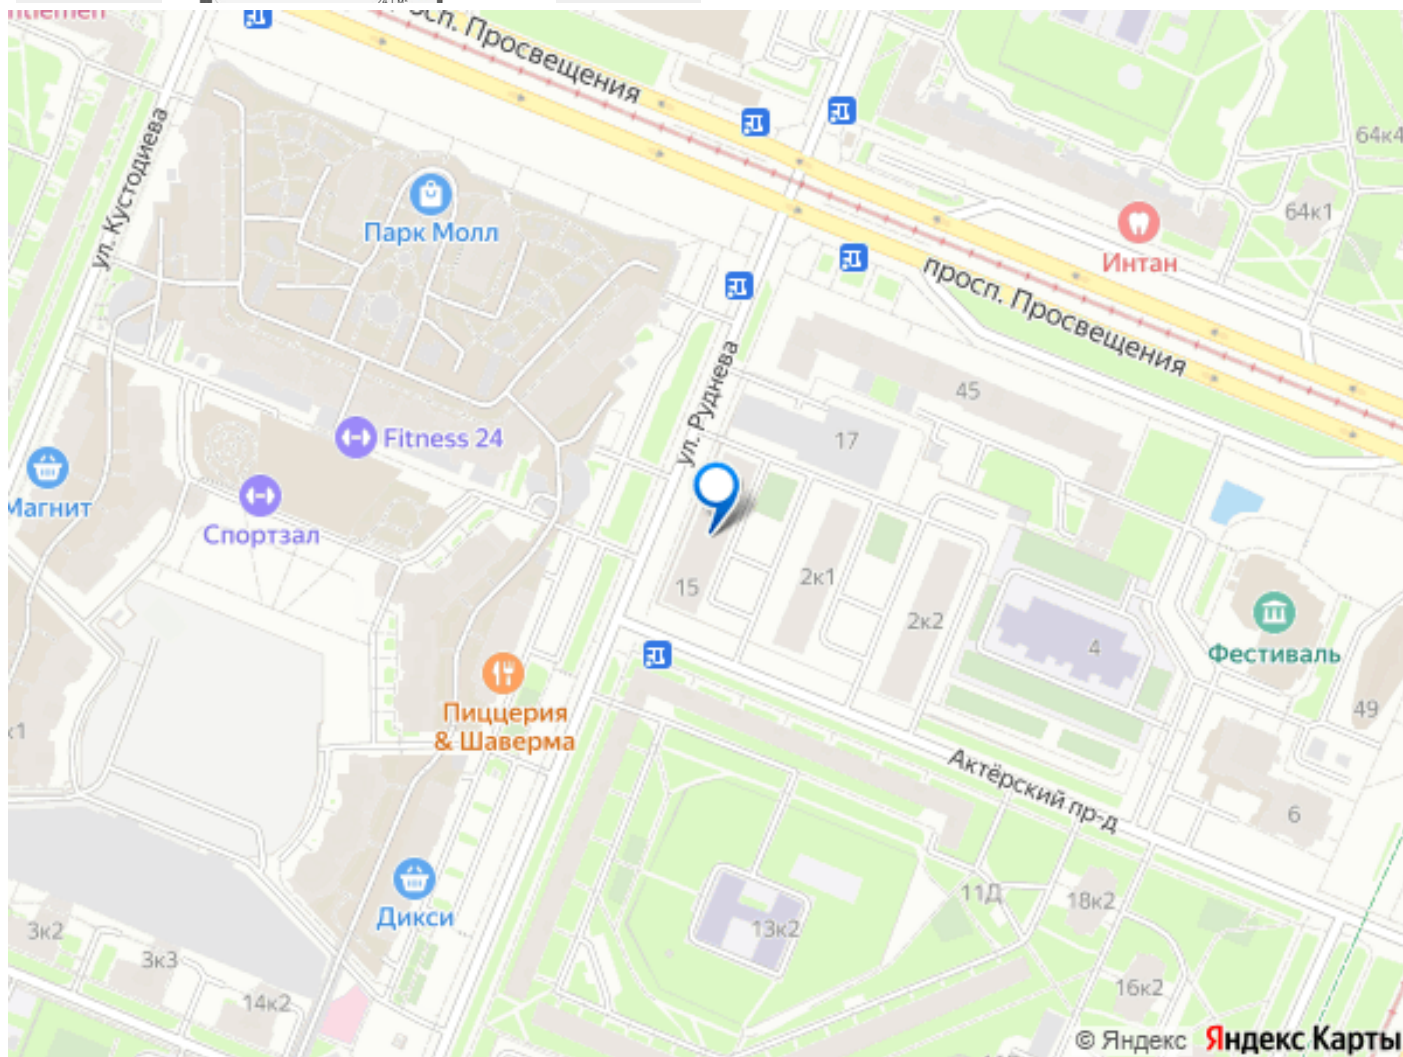 просп. Просвещения
ул. Кустодиева
64к4
64к1
Парк Молл
Интан
просп. Просвещения
ул. Руднева
45
17
Fitness 24
Магнит
Спортзал
15
2к1
2к2
4
Фестиваль
49
Пиццерия
& Шаверма
Актёрский пр-д
6
Дикси
11Д
18к2
13к2
3к2
3к3
14к2
16к2
© Яндекс Яндекс Карты